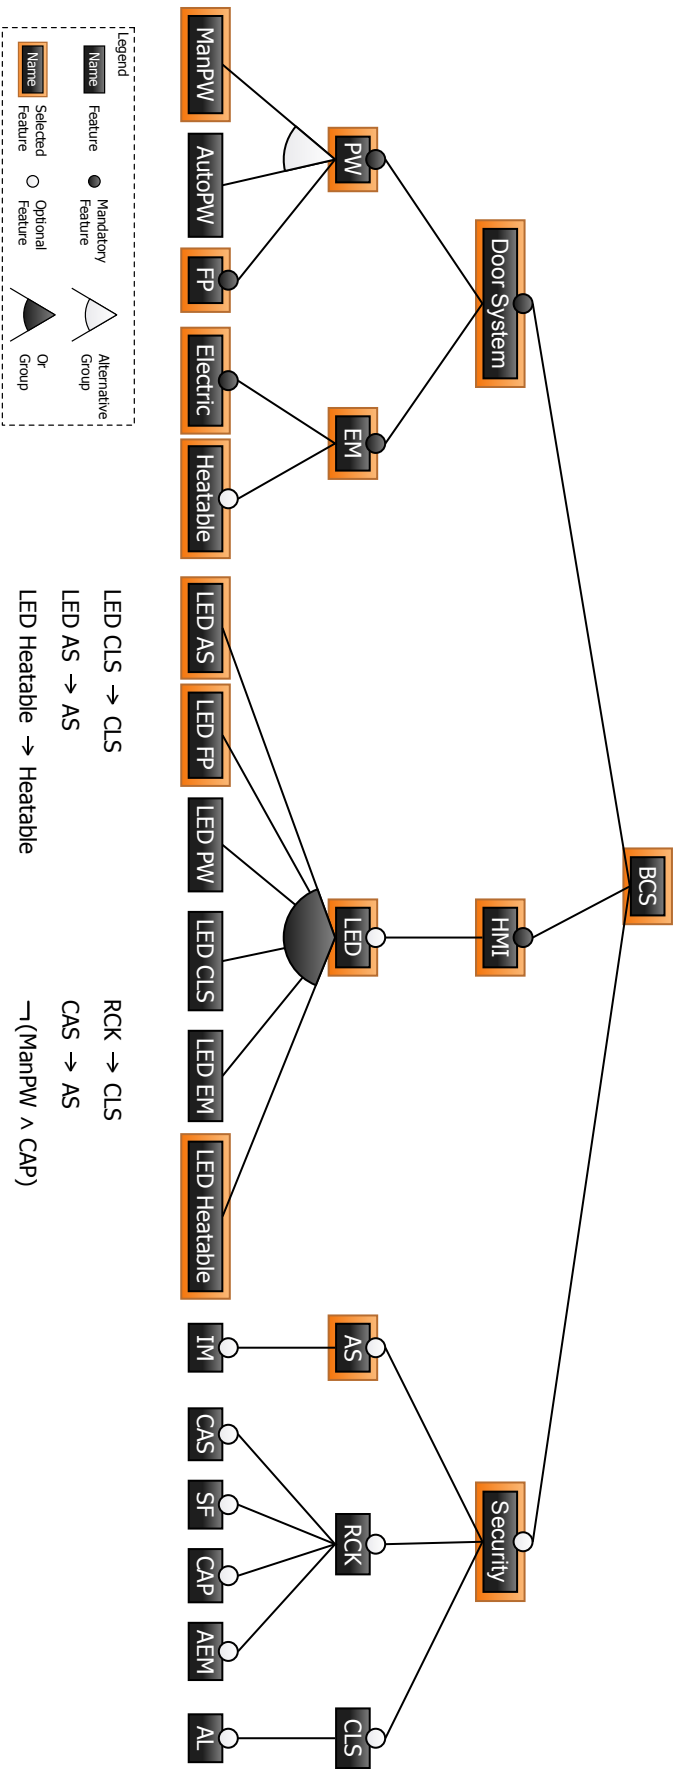 BCS
Door System
HMI
Security
PW
EM
LED
AS
RCK
CLS
ManPW
AutoPW
FP
Electric
Heatable
LED AS
LED FP
LED PW
LED CLS
LED EM
LED Heatable
IM
CAS
SF
CAP
AEM
AL
Legend
Name
Feature
Mandatory
Feature
Alternative
Group
Name
Selected
Feature
Optional
Feature
Or
Group
LED CLS → CLS
LED AS → AS
LED Heatable → Heatable
RCK → CLS
CAS → AS
¬(ManPW ∧ CAP)